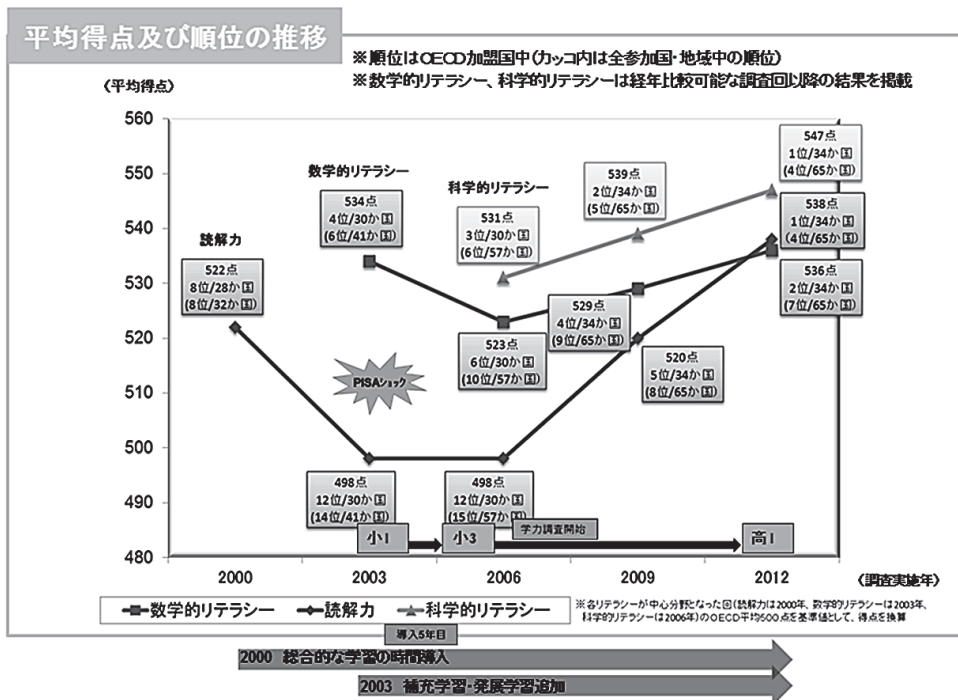 平均得点及び順位の推移
※順位はOECD加盟国中(カッコ内は全参加国・地域中の順位)
※数学的リテラシー、科学的リテラシーは経年比較可能な調査回以降の結果を掲載
〈平均得点〉
560
550
540
530
520
510
500
490
480
読解力
522点
8位/28か国
(8位/32か国)
数学的リテラシー
534点
4位/30か国
(6位/41か国)
科学的リテラシー
531点
3位/30か国
(6位/57か国)
539点
2位/34か国
(5位/65か国)
547点
1位/34か国
(4位/65か国)
538点
1位/34か国
(4位/65か国)
536点
2位/34か国
(7位/65か国)
529点
4位/34か国
(9位/65か国)
523点
6位/30か国
(10位/57か国)
520点
5位/34か国
(8位/65か国)
PISAショック
498点
12位/30か国
(14位/41か国)
498点
12位/30か国
(15位/57か国)
小1
小3
学力調査開始
高1
2000
2003
2006
2009
2012
〈調査実施年〉
数学的リテラシー
読解力
科学的リテラシー
※各リテラシーが中心分野となった回(読解力は2000年、数学的リテラシーは2003年、
科学的リテラシーは2006年)のOECD平均500点を基準値として、得点を換算
導入5年目
2000 総合的な学習の時間導入
2003 補充学習・発展学習追加